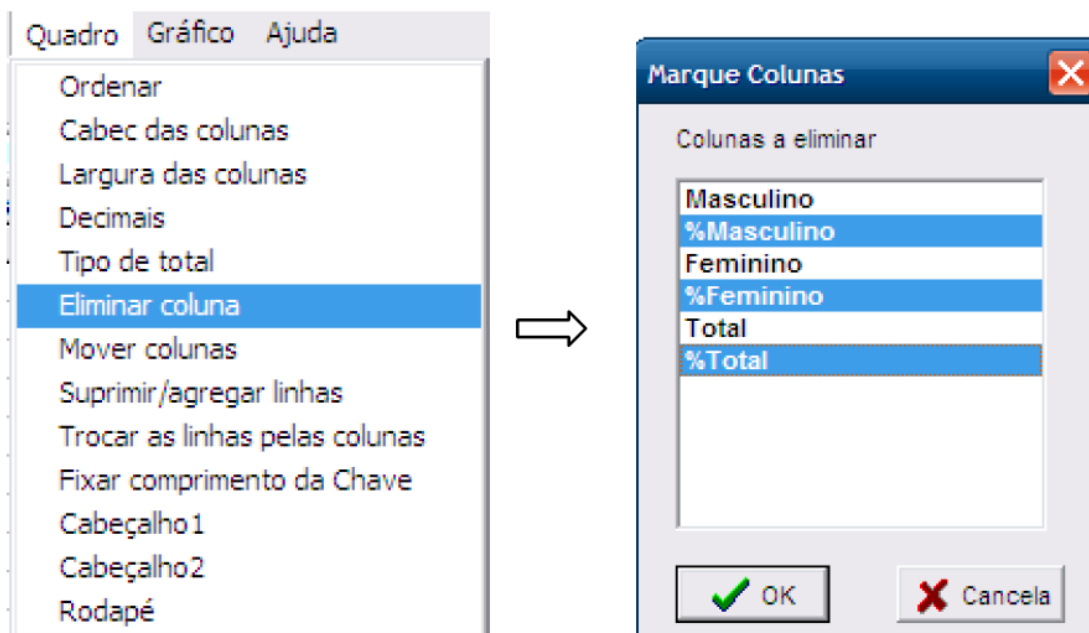 Quadro Gráfico Ajuda
Ordenar
Cabec das colunas
Largura das colunas
Decimais
Tipo de total
Eliminar coluna
Mover colunas
Suprimir/agregar linhas
Trocar as linhas pelas colunas
Fixar comprimento da Chave
Cabeçalho1
Cabeçalho2
Rodapé
Marque Colunas
Colunas a eliminar
Masculino
%Masculino
Feminino
%Feminino
Total
%Total
OK
Cancela